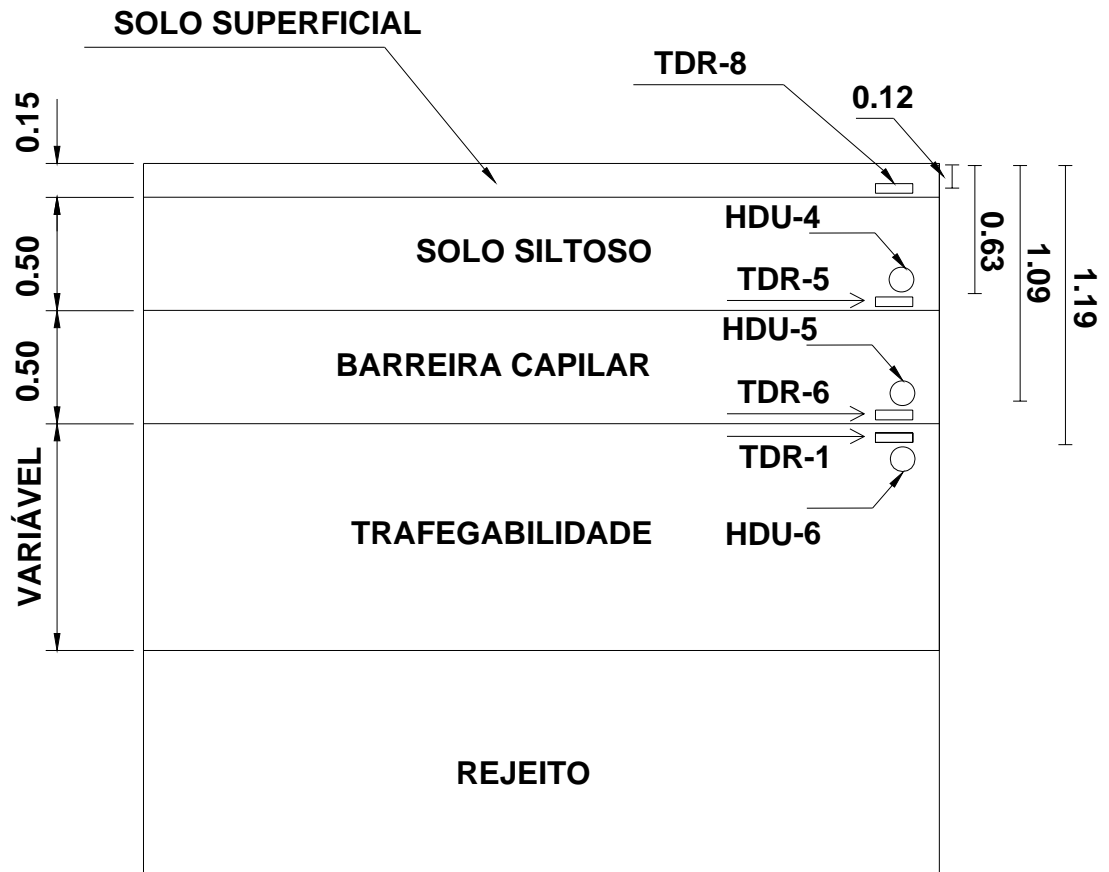 SOLO SUPERFICIAL
TDR-8
0.12
0.15
HDU-4
SOLO SILTOSO
0.50
TDR-5
0.63
1.09
1.19
HDU-5
BARREIRA CAPILAR
0.50
TDR-6
TDR-1
VARIÁVEL
TRAFEGABILIDADE
HDU-6
REJEITO